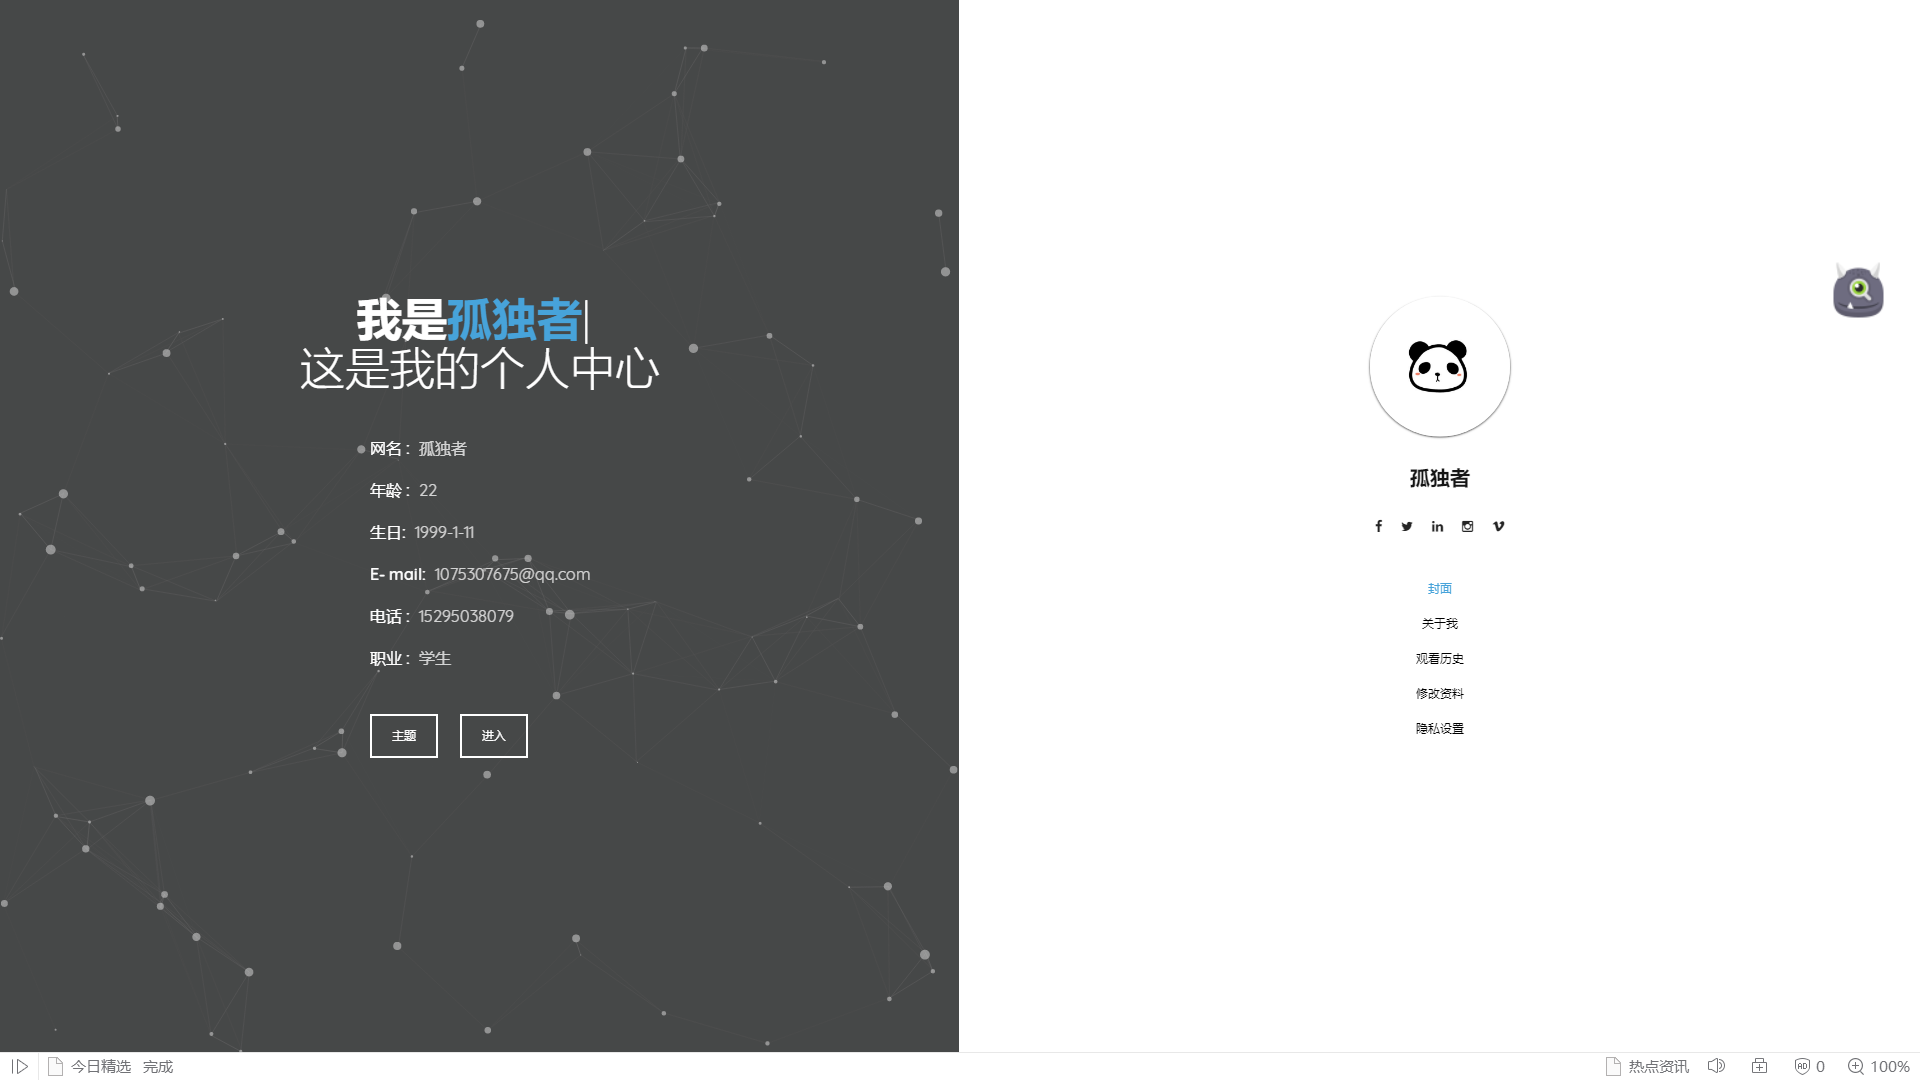 我是孤独者
这是我的个人中心
网名： 孤独者
年龄： 22
生日: 1999-1-11
E- mail: 1075307675@qq.com
电话： 15295038079
职业： 学生
主题 进入
孤独者
封面
关于我
观看历史
修改资料
隐私设置
今日精选 完成
热点资讯 AD 0 100%